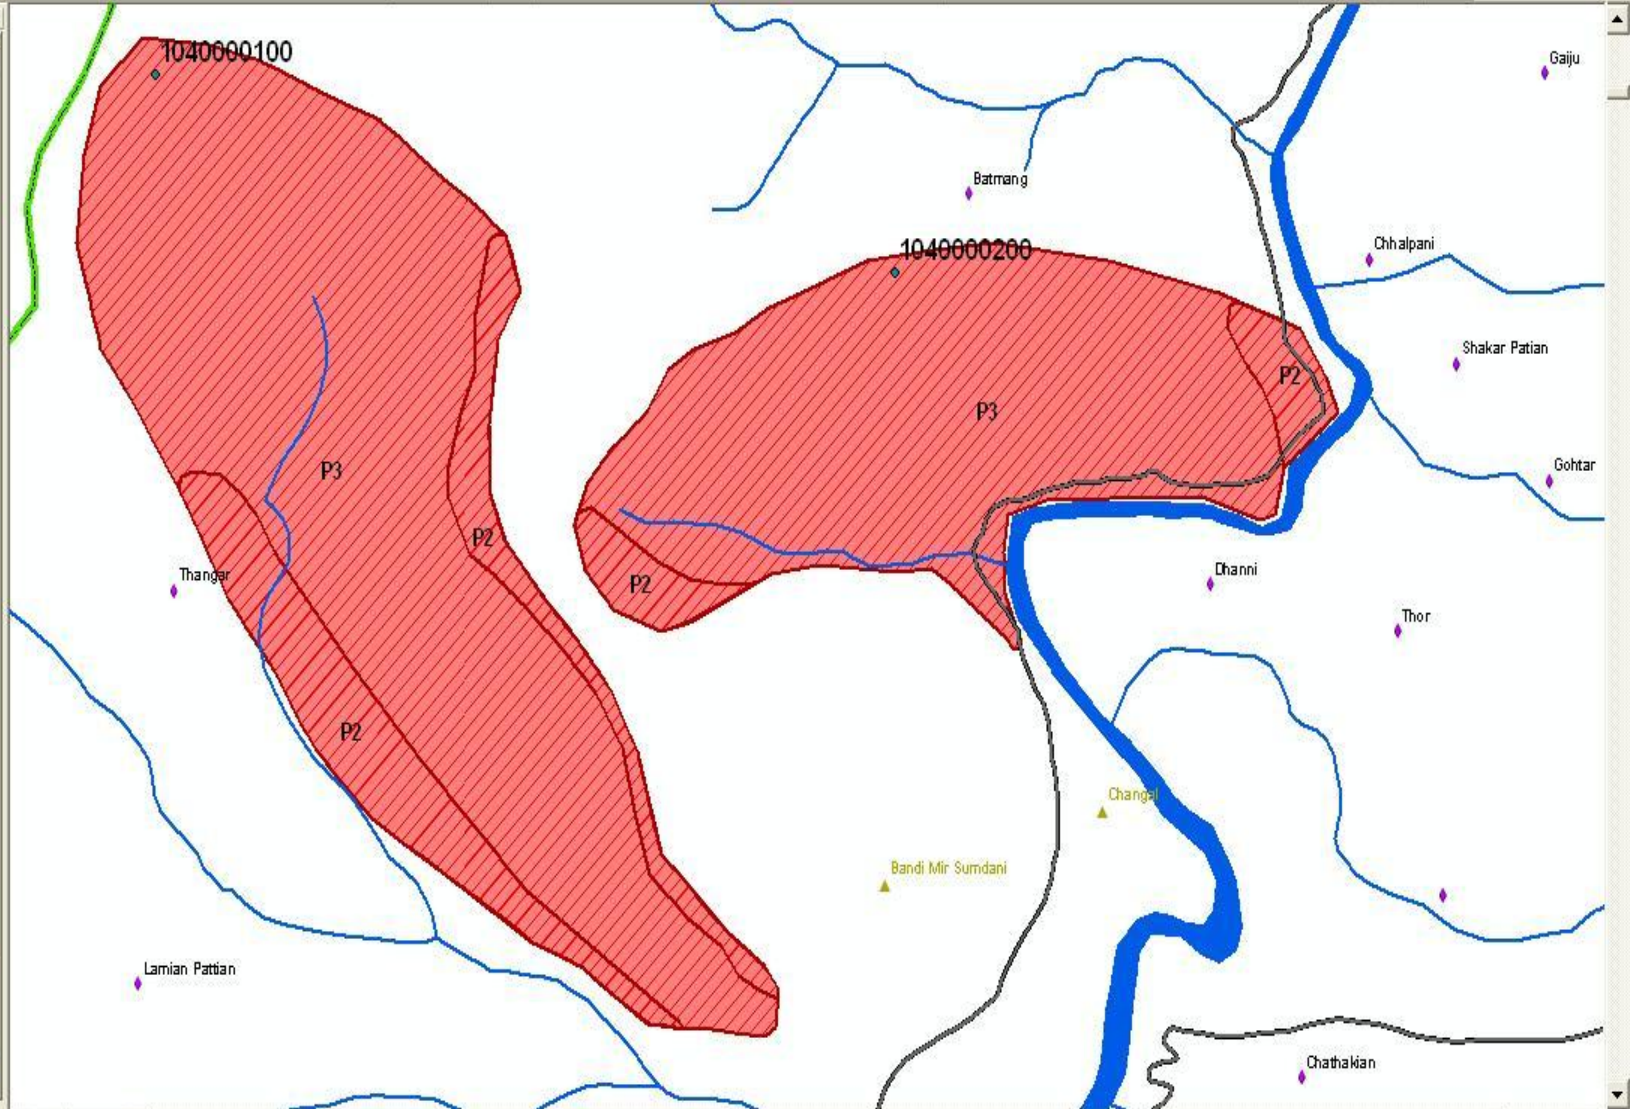 1040000100
Gaiju
Batmang
1040000200
Chhalpani
Shakar Patian
P2
P3
P3
Gohtar
P2
Thangar
P2
Dhanni
Thor
P2
Changal
Bandi Mir Sumdani
Lamian Pattian
Chathakian